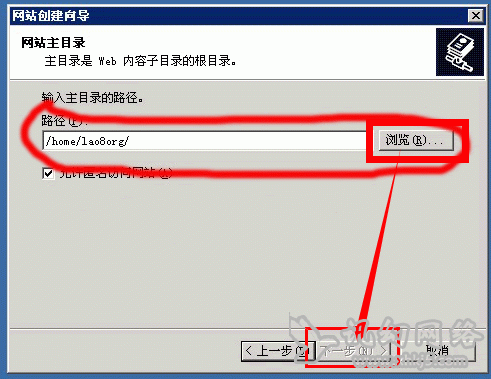 网站创建向导
网站主目录
主目录是 Web 内容子目录的根目录。
输入主目录的路径。
路径(P):
/home/lao8org/
浏览(R)...
允许匿名访问网站(A)
< 上一步(B)
下一步(N) >
取消